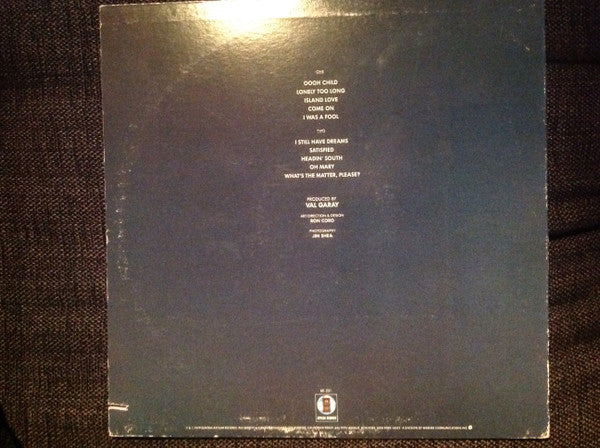 ONE
OOOH CHILD
LONELY TOO LONG
ISLAND LOVE
COME ON
I WAS A FOOL
TWO
I STILL HAVE DREAMS
SATISFIED
HEADIN' SOUTH
OH MARY
WHAT'S THE MATTER, PLEASE?
PRODUCED BY
VAL GARAY
ART DIRECTION & DESIGN
RON CORO
PHOTOGRAPHY
JIM SHEA